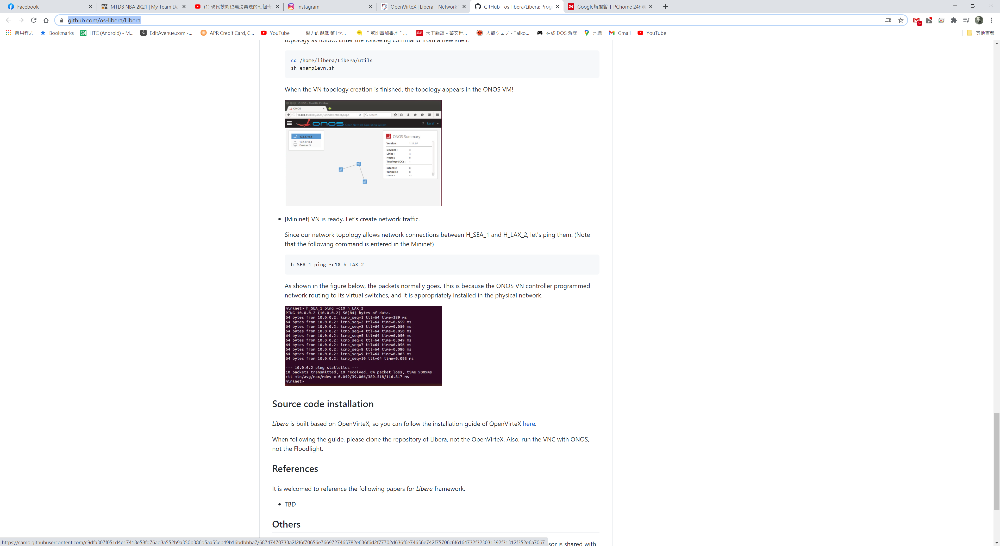 Facebook
MTDB NBA 2K21 | My Team Da
(1) 現代技術也無法再現的七個奇
Instagram
OpenVirteX | Libera – Network
GitHub - os-libera/Libera: Prog
Google旗艦館 | PChome 24h購
github.com/os-libera/Libera
9
應用程式
Bookmarks
HTC (Android) - M...
EditAvenue.com -...
APR Credit Card, C...
YouTube
權力的遊戲 第1季...
" 幫印章加墨水 " ...
天下雜誌 - 華文世...
太鼓ウェブ - Taiko...
在线 DOS 游戏
地圖
Gmail
YouTube
其他書籤
topology as follow. Enter the following command from a new shell.
cd /home/libera/Libera/utils
sh examplevn.sh
When the VN topology creation is finished, the topology appears in the ONOS VM!
ONOS - Mozilla Firefox
ONOS
10.0.0.3:20000/onos/ui/index.html#/topo
Search
onos Open Network Operating System
? karaf
172.17.0.4
172.17.0.4
Devices: 3
ONOS Summary
Version : 1.11.0*
Devices : 3
Links : 4
Hosts : 0
Topology SCCs : 1
Intents : 0
Tunnels : 0
• [Mininet] VN is ready. Let's create network traffic.
Since our network topology allows network connections between H_SEA_1 and H_LAX_2, let's ping them. (Note
that the following command is entered in the Mininet)
h_SEA_1 ping -c10 h_LAX_2
As shown in the figure below, the packets normally goes. This is because the ONOS VN controller programmed
network routing to its virtual switches, and it is appropriately installed in the physical network.
mininet> h_SEA_1 ping -c10 h_LAX_2
PING 10.0.0.2 (10.0.0.2) 56(84) bytes of data.
64 bytes from 10.0.0.2: icmp_seq=1 ttl=64 time=389 ms
64 bytes from 10.0.0.2: icmp_seq=2 ttl=64 time=0.659 ms
64 bytes from 10.0.0.2: icmp_seq=3 ttl=64 time=0.050 ms
64 bytes from 10.0.0.2: icmp_seq=4 ttl=64 time=0.050 ms
64 bytes from 10.0.0.2: icmp_seq=5 ttl=64 time=0.050 ms
64 bytes from 10.0.0.2: icmp_seq=6 ttl=64 time=0.049 ms
64 bytes from 10.0.0.2: icmp_seq=7 ttl=64 time=0.056 ms
64 bytes from 10.0.0.2: icmp_seq=8 ttl=64 time=0.080 ms
64 bytes from 10.0.0.2: icmp_seq=9 ttl=64 time=0.063 ms
64 bytes from 10.0.0.2: icmp_seq=10 ttl=64 time=0.093 ms
--- 10.0.0.2 ping statistics ---
10 packets transmitted, 10 received, 0% packet loss, time 9009ms
rtt min/avg/max/mdev = 0.049/39.066/389.518/116.817 ms
mininet>
Source code installation
Libera is built based on OpenVirteX, so you can follow the installation guide of OpenVirteX here.
When following the guide, please clone the repository of Libera, not the OpenVirteX. Also, run the VNC with ONOS,
not the Floodlight.
References
It is welcomed to reference the following papers for Libera framework.
• TBD
Others
https://camo.githubusercontent.com/c9dfa307f051d4e17418e58fd76ad3a552b9a350b386d5aa55eb49b16bdbbba7/68747470733a2f2f6f70656e7669727465782e636f6d2f77702d636f6e74656e742f75706c6f6164732f323031392f31312f352e6a7067
sor is shared with